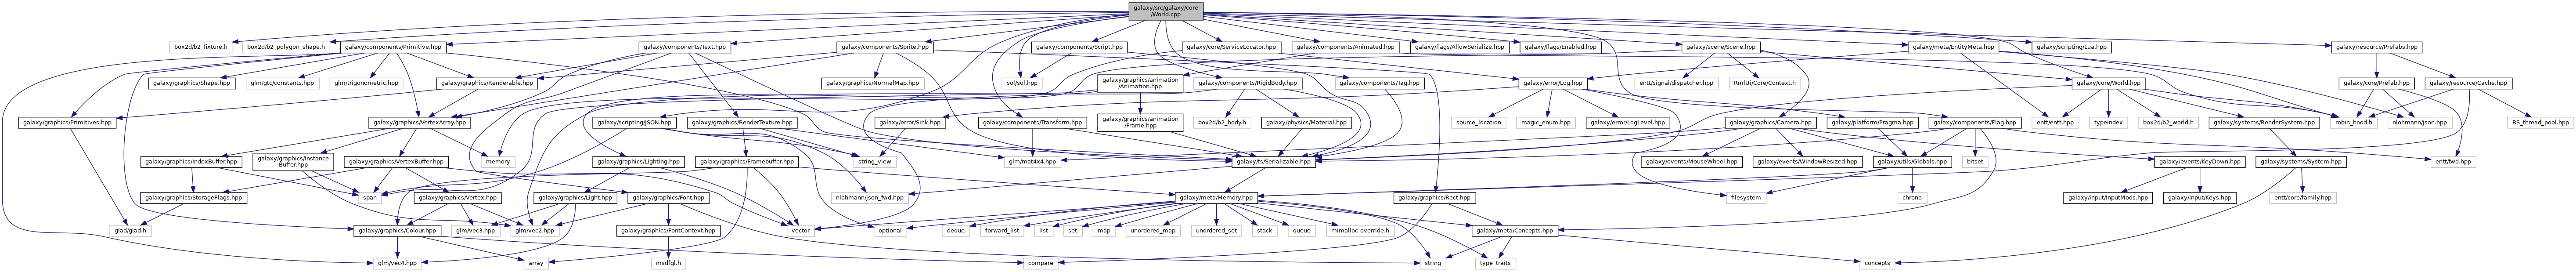 galaxy/src/galaxy/core
/World.cpp
box2d/b2_fixture.h
box2d/b2_polygon_shape.h
galaxy/components/Primitive.hpp
galaxy/components/Text.hpp
galaxy/components/Sprite.hpp
galaxy/components/Script.hpp
galaxy/core/ServiceLocator.hpp
galaxy/components/Animated.hpp
galaxy/flags/AllowSerialize.hpp
galaxy/flags/Enabled.hpp
galaxy/scene/Scene.hpp
galaxy/meta/EntityMeta.hpp
galaxy/scripting/Lua.hpp
galaxy/resource/Prefabs.hpp
galaxy/graphics/Shape.hpp
glm/gtc/constants.hpp
glm/trigonometric.hpp
galaxy/graphics/Renderable.hpp
galaxy/graphics/NormalMap.hpp
sol/sol.hpp
galaxy/graphics/animation
/Animation.hpp
galaxy/components/RigidBody.hpp
galaxy/components/Tag.hpp
galaxy/error/Log.hpp
entt/signal/dispatcher.hpp
RmlUi/Core/Context.h
galaxy/core/World.hpp
galaxy/core/Prefab.hpp
galaxy/resource/Cache.hpp
galaxy/graphics/Primitives.hpp
galaxy/graphics/VertexArray.hpp
galaxy/scripting/JSON.hpp
galaxy/graphics/RenderTexture.hpp
galaxy/error/Sink.hpp
galaxy/components/Transform.hpp
galaxy/graphics/animation
/Frame.hpp
box2d/b2_body.h
galaxy/physics/Material.hpp
source_location
magic_enum.hpp
galaxy/error/LogLevel.hpp
galaxy/graphics/Camera.hpp
galaxy/platform/Pragma.hpp
galaxy/components/Flag.hpp
entt/entt.hpp
typeindex
box2d/b2_world.h
galaxy/systems/RenderSystem.hpp
robin_hood.h
nlohmann/json.hpp
BS_thread_pool.hpp
galaxy/graphics/IndexBuffer.hpp
galaxy/graphics/Instance
Buffer.hpp
galaxy/graphics/VertexBuffer.hpp
memory
galaxy/graphics/Lighting.hpp
galaxy/graphics/Framebuffer.hpp
string_view
glm/mat4x4.hpp
galaxy/fs/Serializable.hpp
galaxy/events/MouseWheel.hpp
galaxy/events/WindowResized.hpp
galaxy/utils/Globals.hpp
bitset
galaxy/events/KeyDown.hpp
galaxy/systems/System.hpp
entt/fwd.hpp
galaxy/graphics/StorageFlags.hpp
span
galaxy/graphics/Vertex.hpp
galaxy/graphics/Light.hpp
galaxy/graphics/Font.hpp
nlohmann/json_fwd.hpp
galaxy/meta/Memory.hpp
galaxy/graphics/Rect.hpp
filesystem
chrono
galaxy/input/InputMods.hpp
galaxy/input/Keys.hpp
entt/core/family.hpp
glad/glad.h
galaxy/graphics/Colour.hpp
glm/vec3.hpp
glm/vec2.hpp
galaxy/graphics/FontContext.hpp
vector
optional
deque
forward_list
list
set
map
unordered_map
unordered_set
stack
queue
mimalloc-override.h
galaxy/meta/Concepts.hpp
glm/vec4.hpp
array
msdfgl.h
compare
string
type_traits
concepts